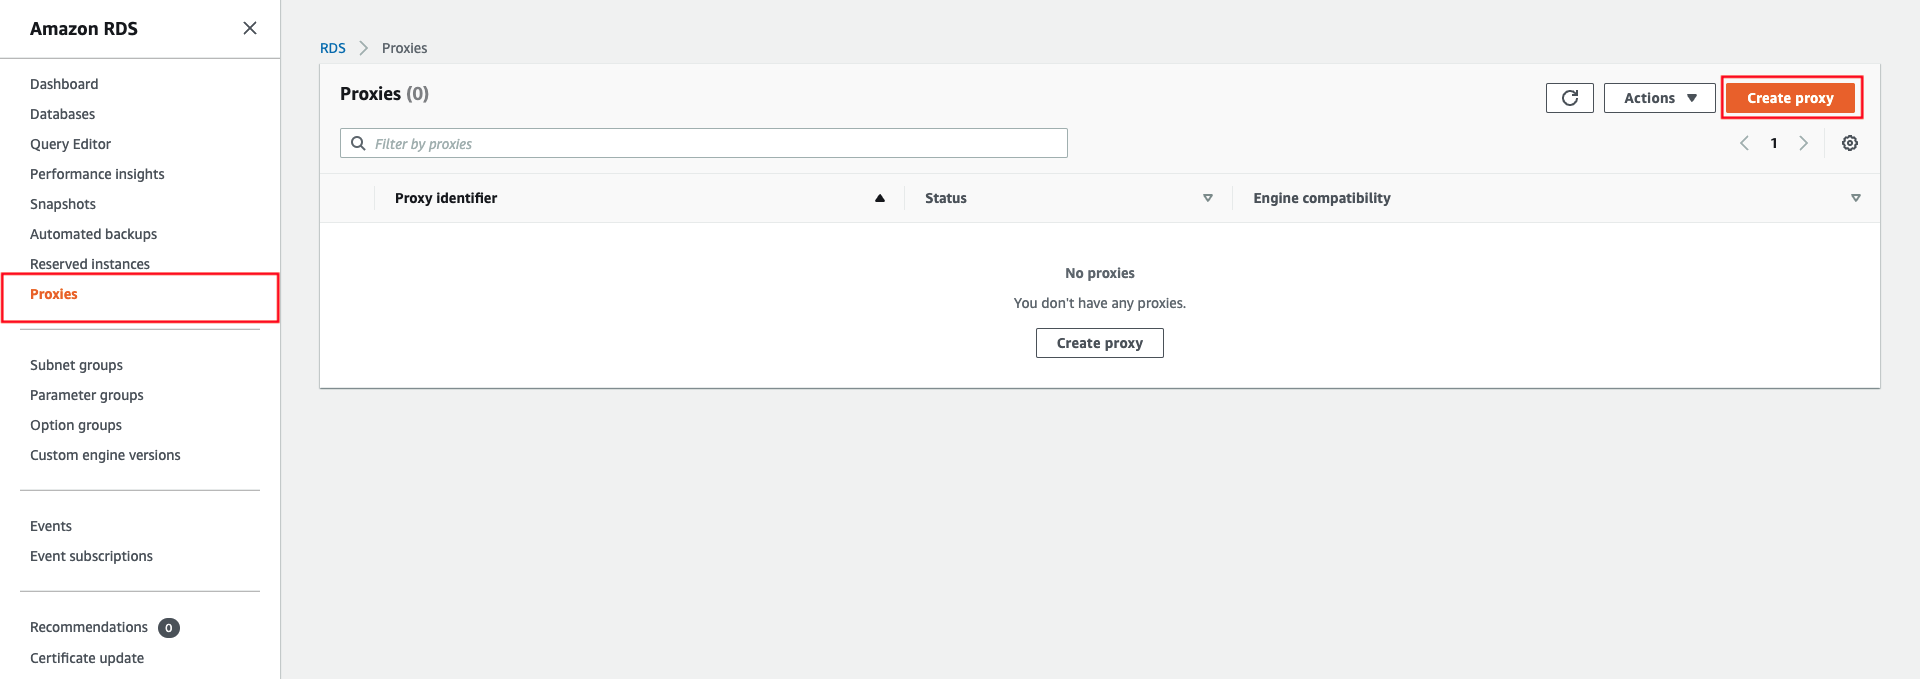 Amazon RDS
Dashboard
Databases
Query Editor
Performance insights
Snapshots
Automated backups
Reserved instances
Proxies
Subnet groups
Parameter groups
Option groups
Custom engine versions
Events
Event subscriptions
Recommendations 0
Certificate update
RDS Proxies
Proxies (0)
Actions
Create proxy
Filter by proxies
1
Proxy identifier Status Engine compatibility
No proxies
You don't have any proxies.
Create proxy